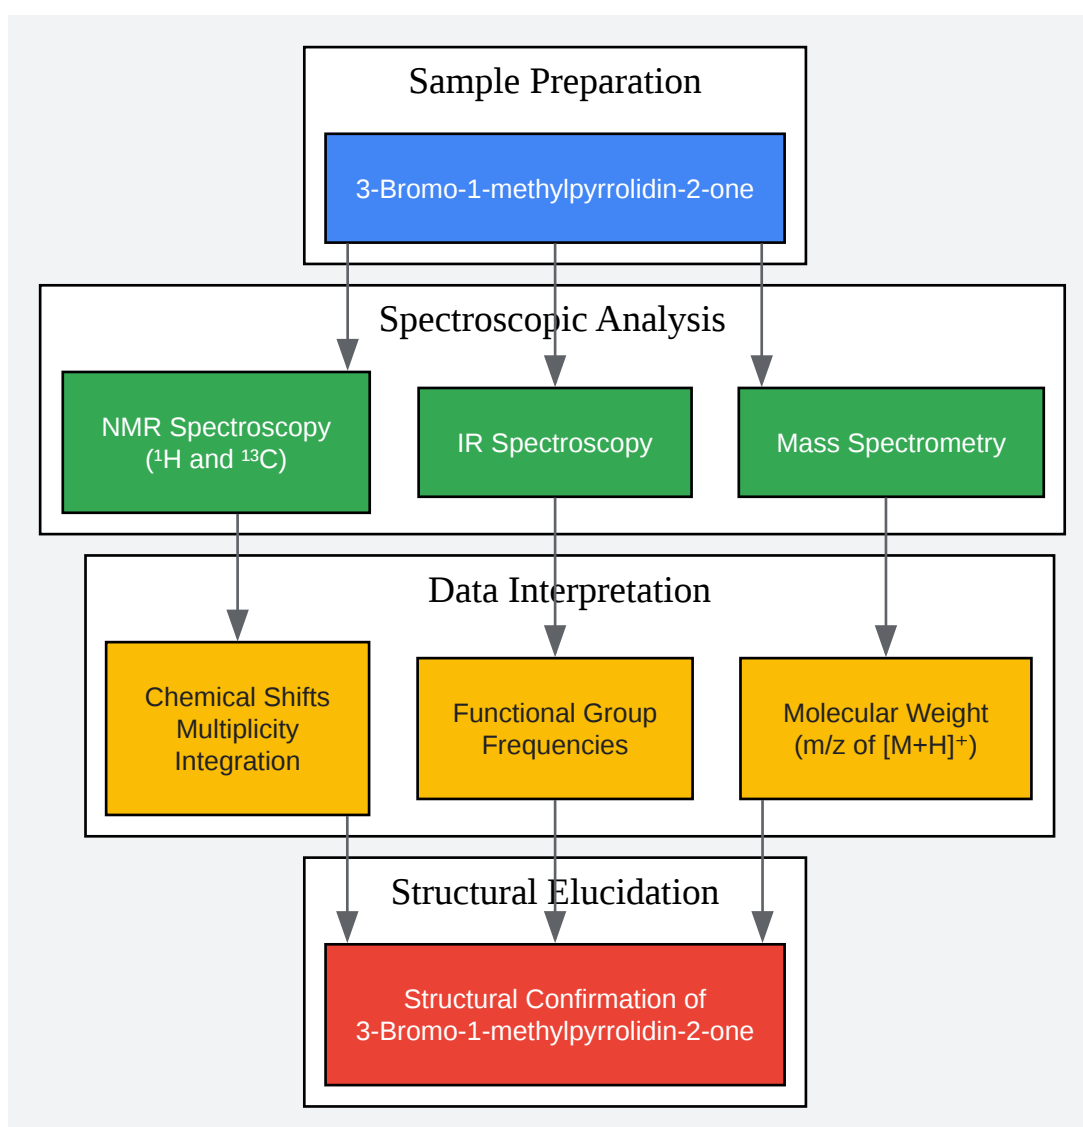 Sample Preparation
3-Bromo-1-methylpyrrolidin-2-one
Spectroscopic Analysis
NMR Spectroscopy
(¹H and ¹³C)
IR Spectroscopy
Mass Spectrometry
Data Interpretation
Chemical Shifts
Multiplicity
Integration
Functional Group
Frequencies
Molecular Weight
(m/z of [M+H]⁺)
Structural Elucidation
Structural Confirmation of
3-Bromo-1-methylpyrrolidin-2-one